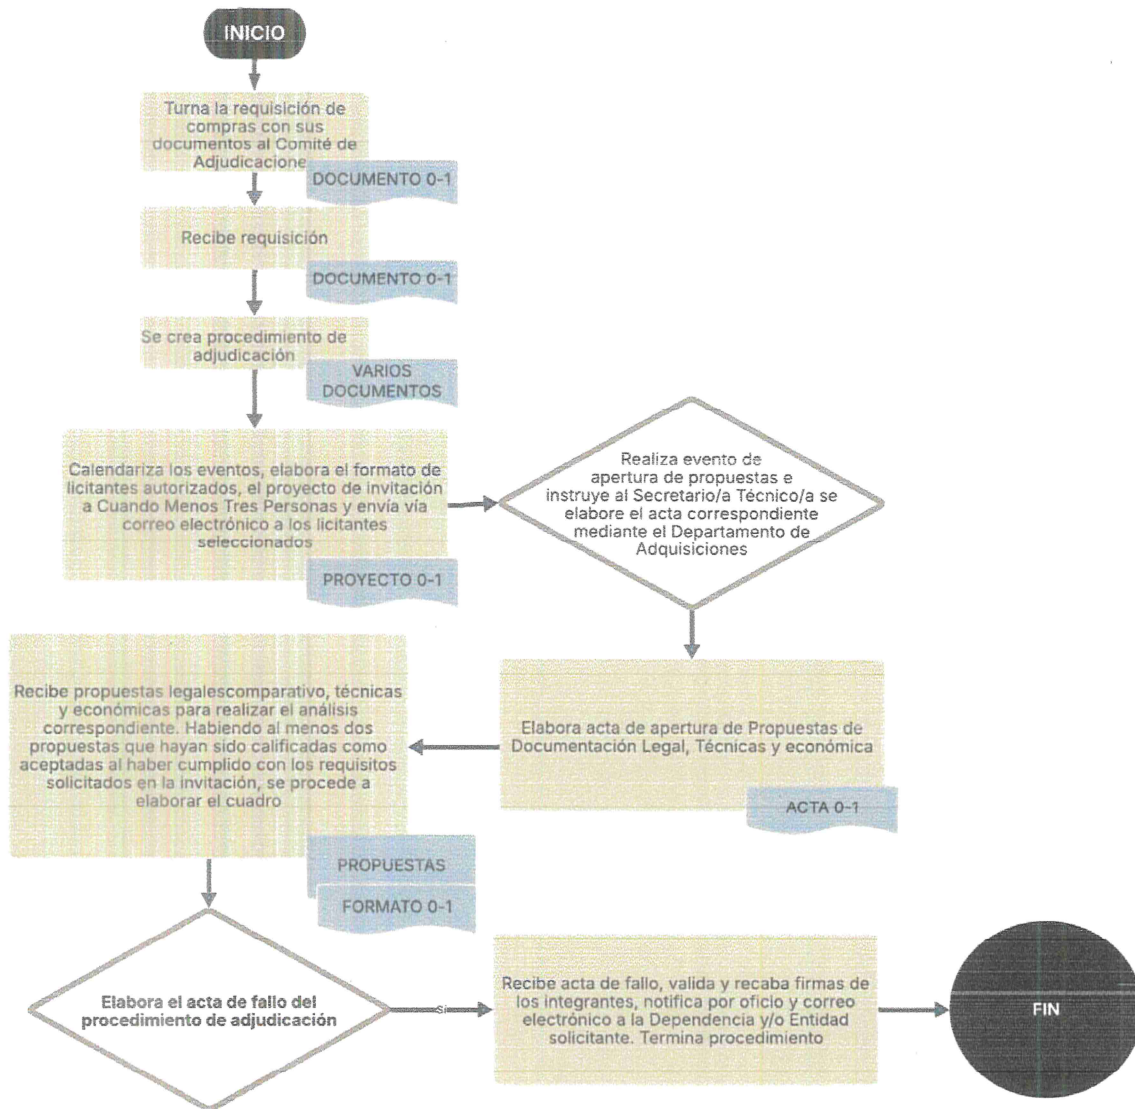 INICIO
Turna la requisición de
compras con sus
documentos al Comité de
Adjudicacione
DOCUMENTO 0-1
Recibe requisición
DOCUMENTO 0-1
Se crea procedimiento de
adjudicación
VARIOS
DOCUMENTOS
Calendariza los eventos, elabora el formato de
licitantes autorizados, el proyecto de invitación
a Cuando Menos Tres Personas y envía vía
correo electrónico a los licitantes
seleccionados
PROYECTO 0-1
Realiza evento de
apertura de propuestas e
instruye al Secretario/a Técnico/a se
elabore el acta correspondiente
mediante el Departamento de
Adquisiciones
Elabora acta de apertura de Propuestas de
Documentación Legal, Técnicas y económica
ACTA 0-1
Recibe propuestas legalescomparativo, técnicas
y económicas para realizar el análisis
correspondiente. Habiendo al menos dos
propuestas que hayan sido calificadas como
aceptadas al haber cumplido con los requisitos
solicitados en la invitación, se procede a
elaborar el cuadro
PROPUESTAS
FORMATO 0-1
Elabora el acta de fallo del
procedimiento de adjudicación
Sí
Recibe acta de fallo, valida y recaba firmas de
los integrantes, notifica por oficio y correo
electrónico a la Dependencia y/o Entidad
solicitante. Termina procedimiento
FIN